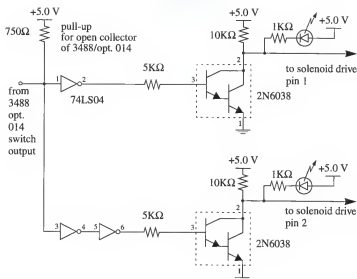 +5.0 V
750Ω
pull-up
for open collector
of 3488/opt. 014
from
3488
opt.
014
switch
output
1
2
74LS04
5KΩ
3
+5.0 V
10KΩ
2
1
2N6038
1KΩ
+5.0 V
to solenoid drive
pin 1
3
4
5
6
5KΩ
3
+5.0 V
10KΩ
2
1
2N6038
1KΩ
+5.0 V
to solenoid drive
pin 2